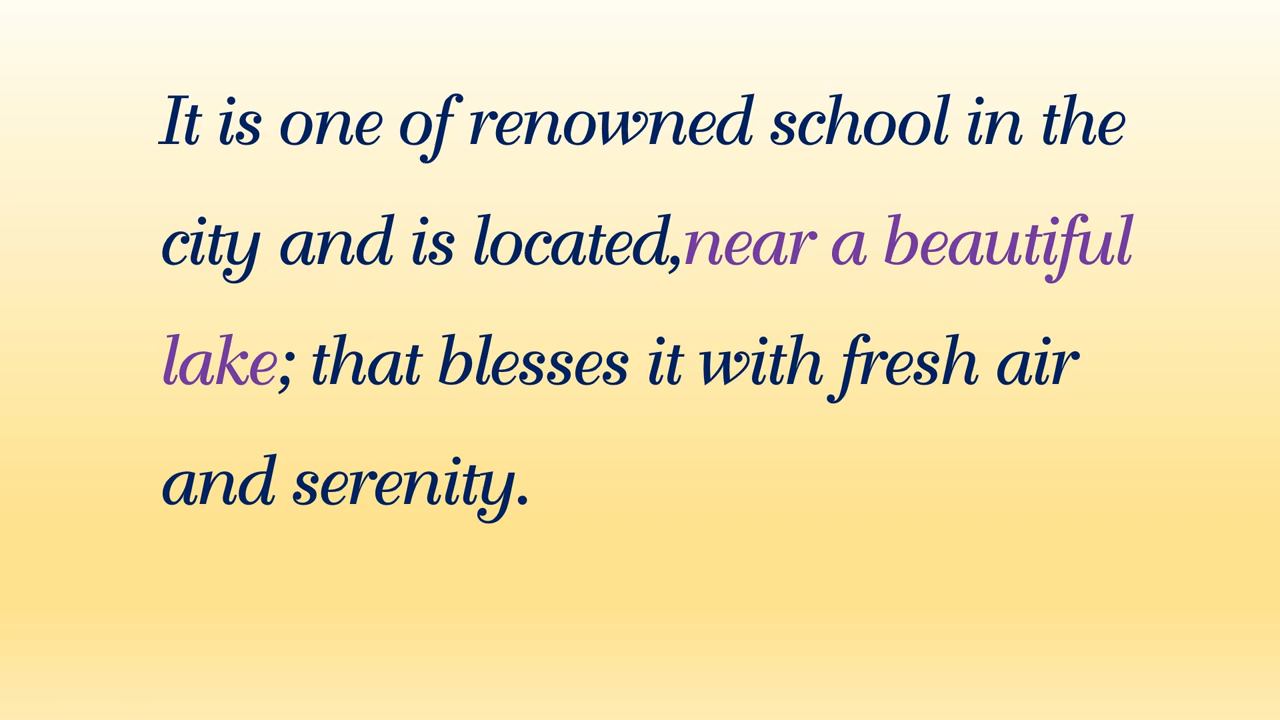 It is one of renowned school in the
city and is located,near a beautiful
lake; that blesses it with fresh air
and serenity.